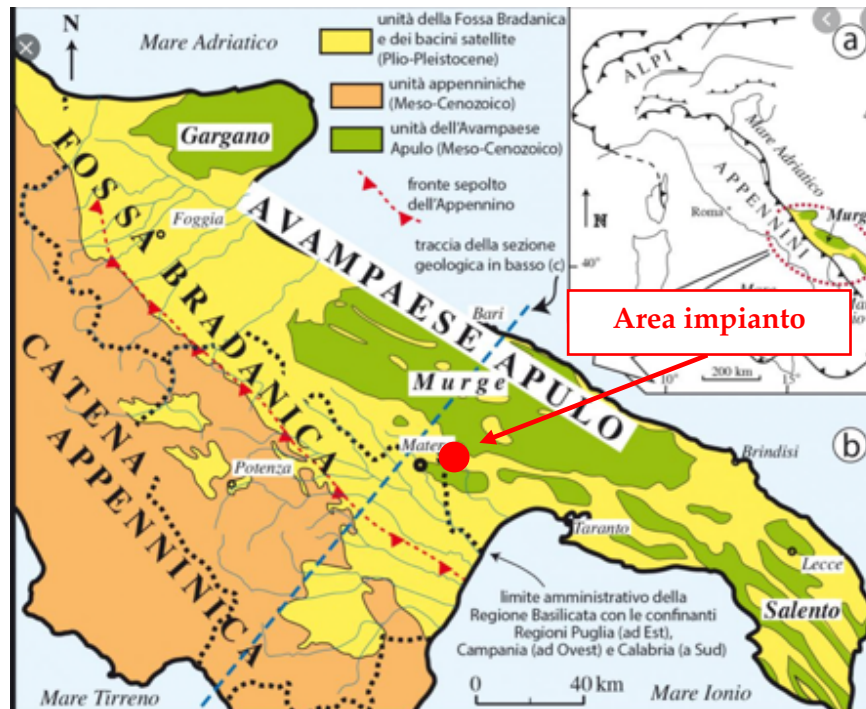 N
Mare Adriatico
unità della Fossa Bradanica
e dei bacini satellite
(Plio-Pleistocene)
unità appenniniche
(Meso-Cenozoico)
unità dell'Avampaese
Apulo (Meso-Cenozoico)
fronte sepolto
dell'Appennino
traccia della sezione
geologica in basso (c)
a
ALPI
Mare Adriatico
APPENNINI
Roma
Murg
N
40°
200 km
10°
15°
Gargano
FOSSA BRADANICA
Foggia
AVAMPAESE APULO
Bari
Area impianto
Murge
CATENA
APPENNINICA
Matera
Potenza
b
Brindisi
Taranto
Lecce
Salento
limite amministrativo della
Regione Basilicata con le confinanti
Regioni Puglia (ad Est),
Campania (ad Ovest) e Calabria (a Sud)
0 40 km
Mare Tirreno
Mare Ionio